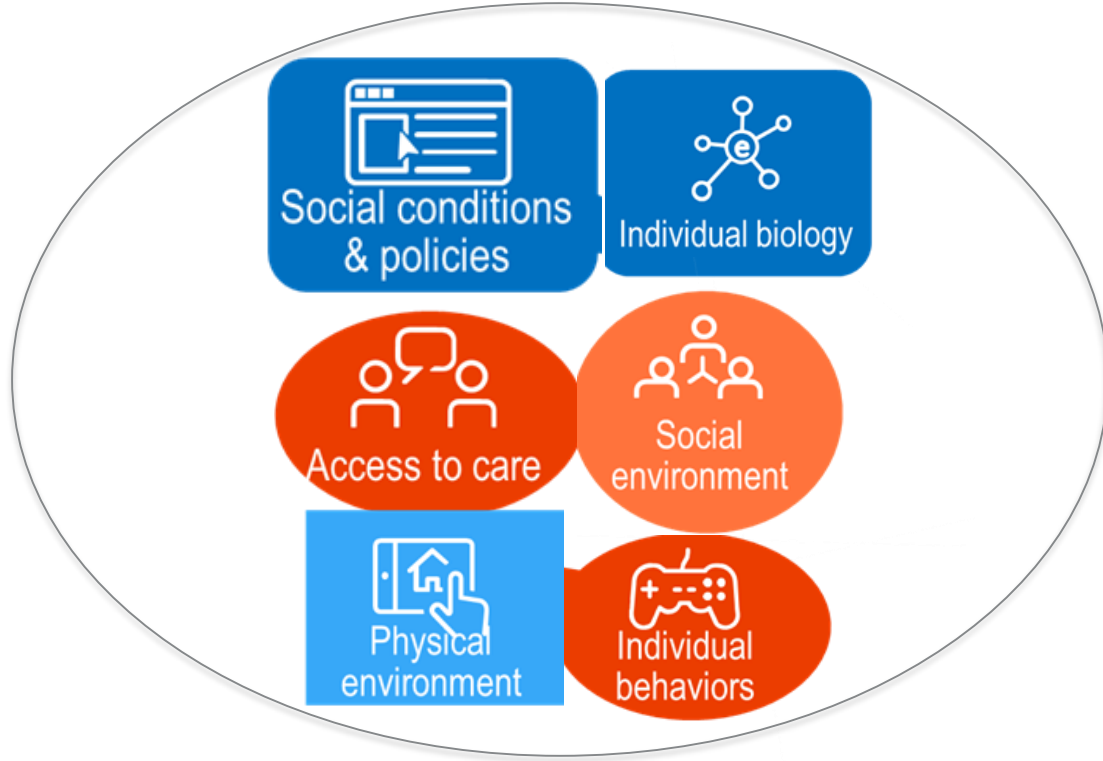 Social conditions
& policies
e
Individual biology
Access to care
Social
environment
Physical
environment
Individual
behaviors